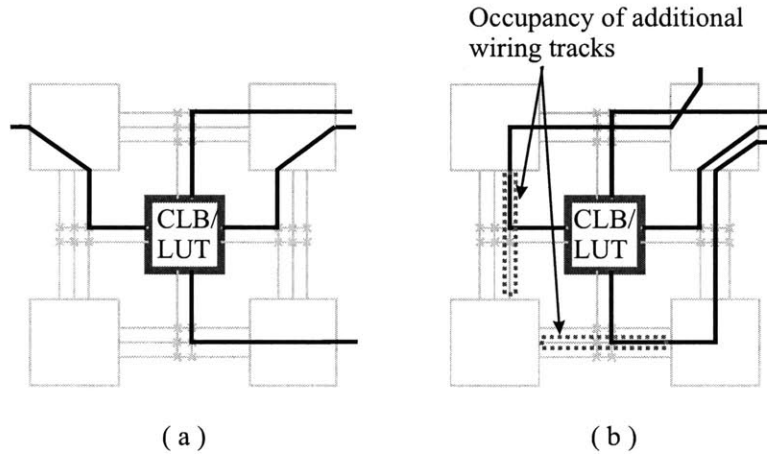 Occupancy of additional
wiring tracks
CLB/
LUT
CLB/
LUT
( a )
( b )